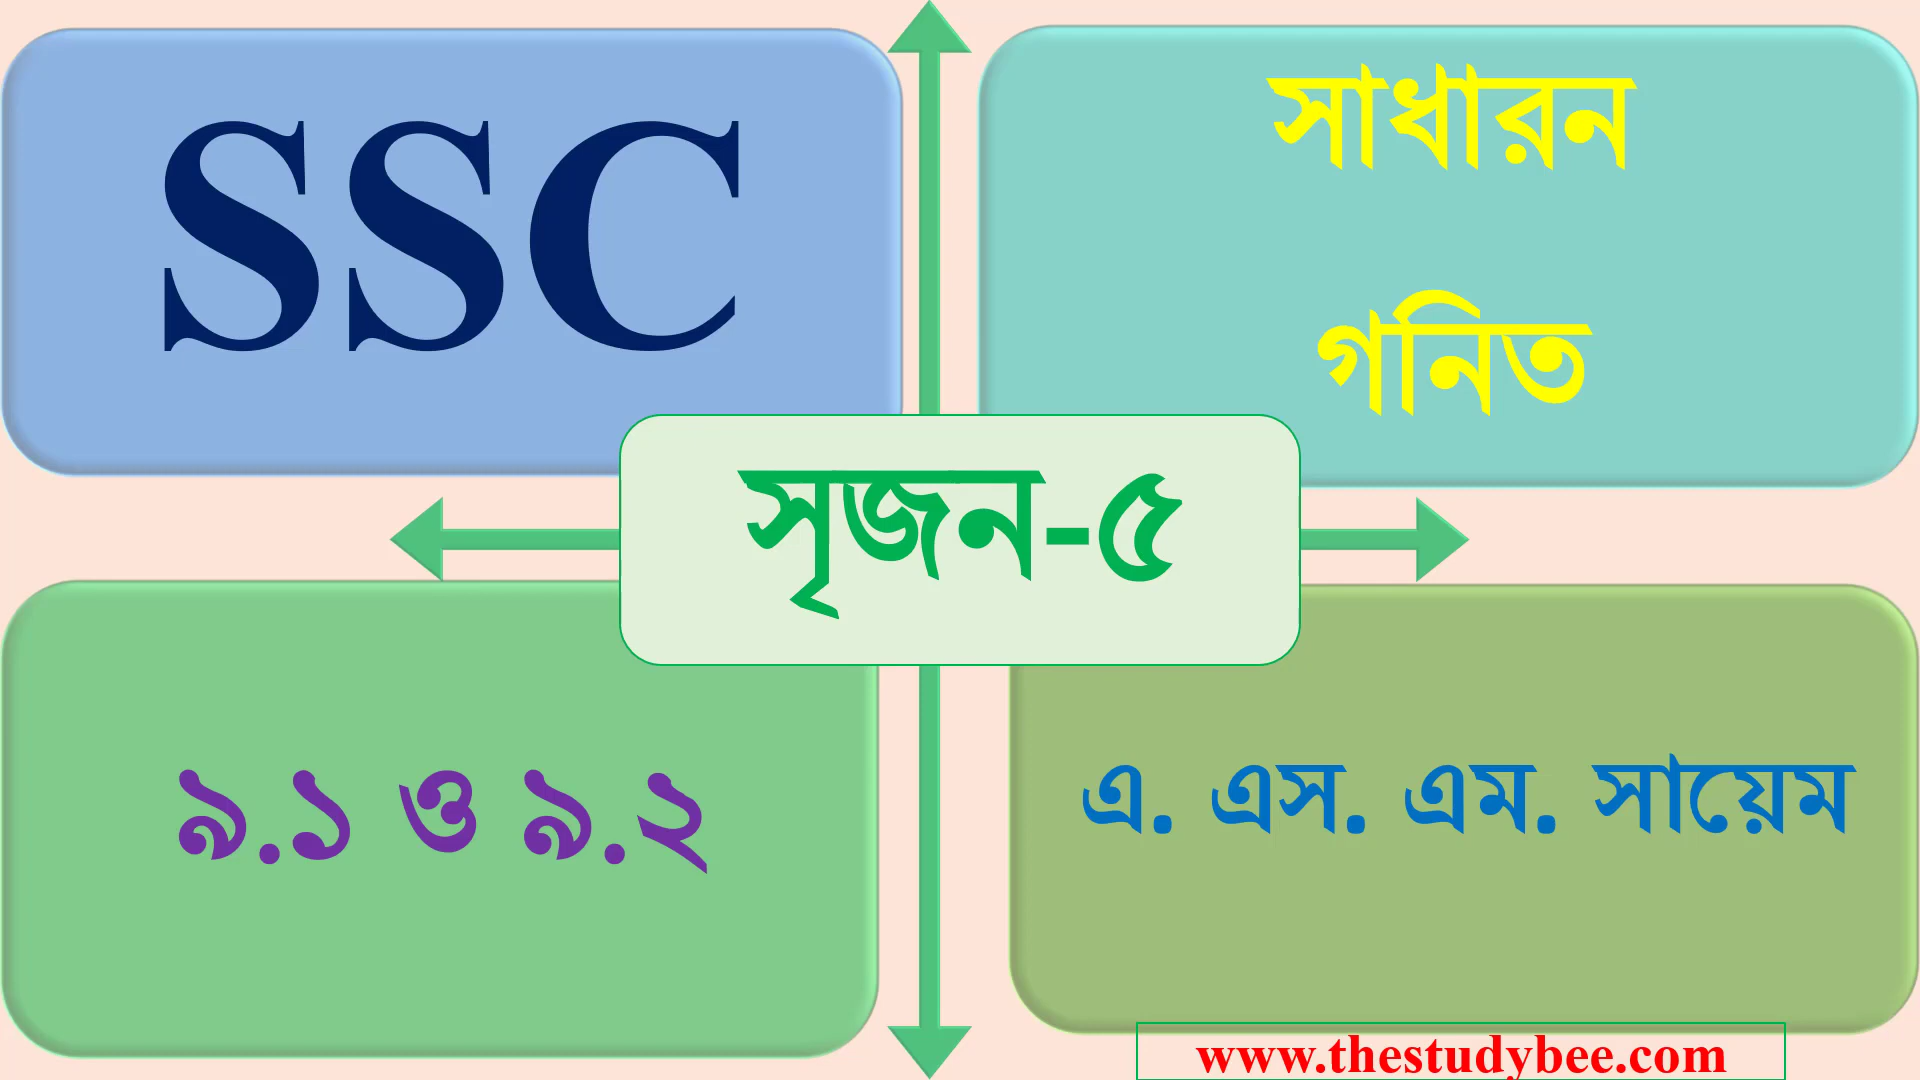 SSC
সাধারন
গনিত
সৃজন-৫
৯.১ ও ৯.২
এ. এস. এম. সায়েম
www.thestudybee.com